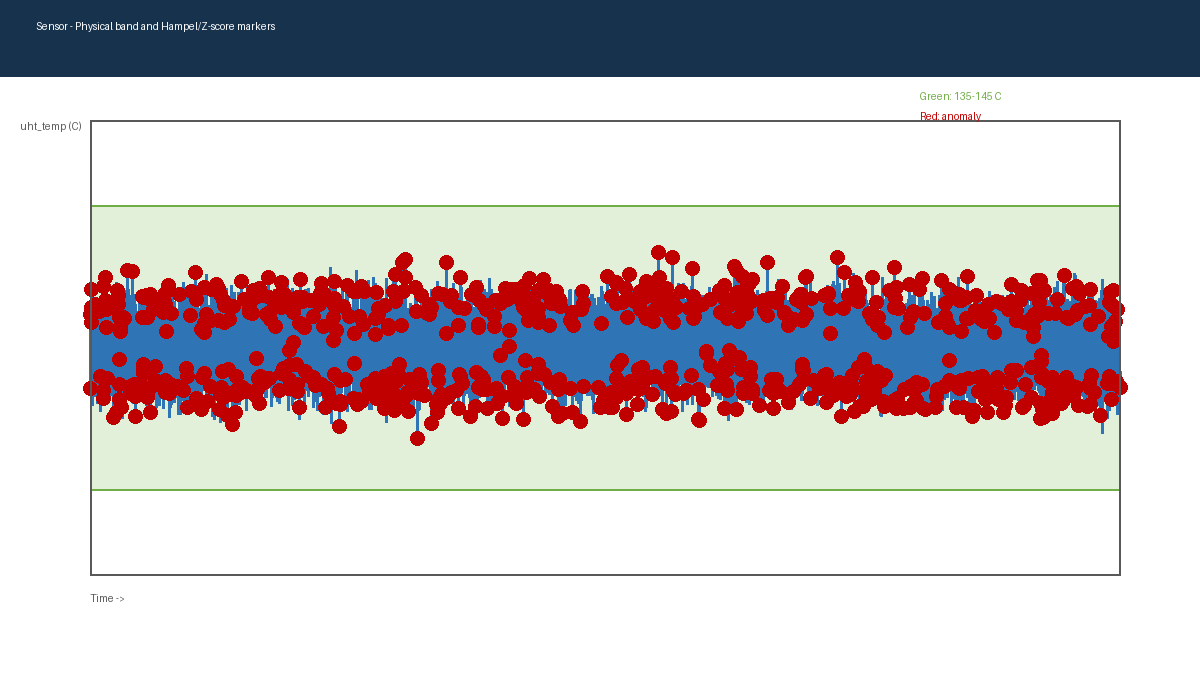 Sensor - Physical band and Hampel/Z-score markers
Green: 135-145 C
Red: anomaly
uht_temp (C)
Time ->